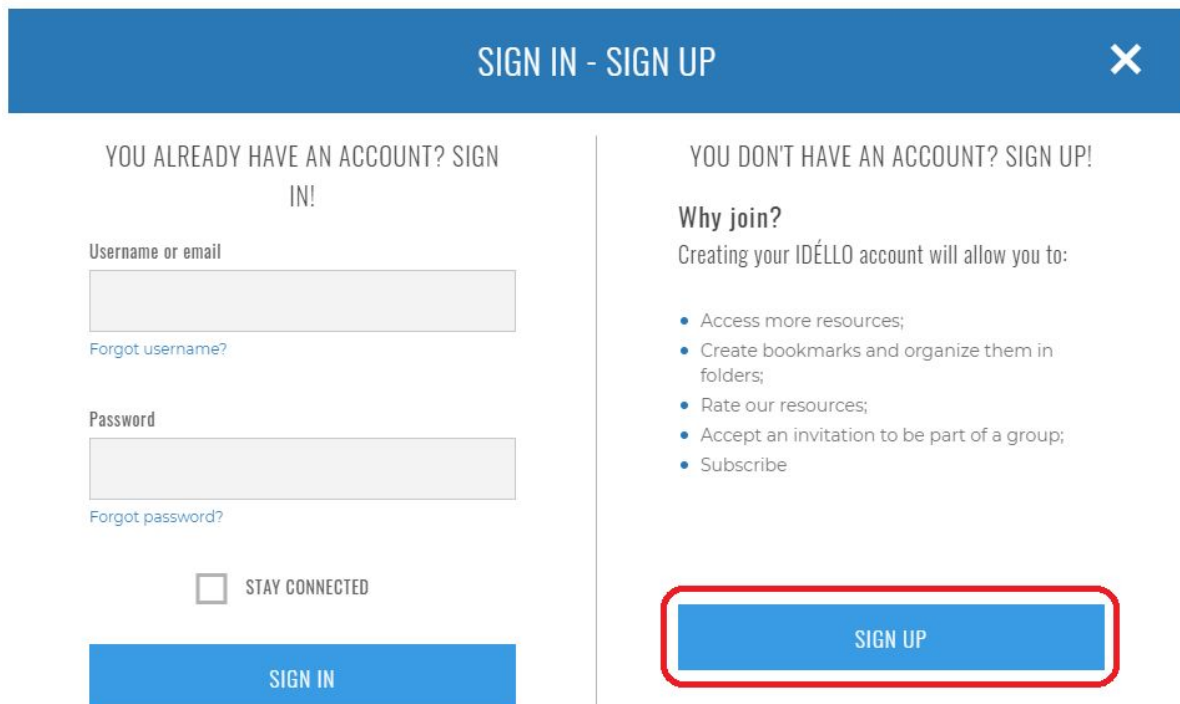 SIGN IN - SIGN UP
YOU ALREADY HAVE AN ACCOUNT? SIGN
IN!
Username or email
Forgot username?
Password
Forgot password?
STAY CONNECTED
SIGN IN
YOU DON'T HAVE AN ACCOUNT? SIGN UP!
Why join?
Creating your IDÉLLO account will allow you to:
Access more resources;
Create bookmarks and organize them in
folders;
Rate our resources;
Accept an invitation to be part of a group;
Subscribe
SIGN UP